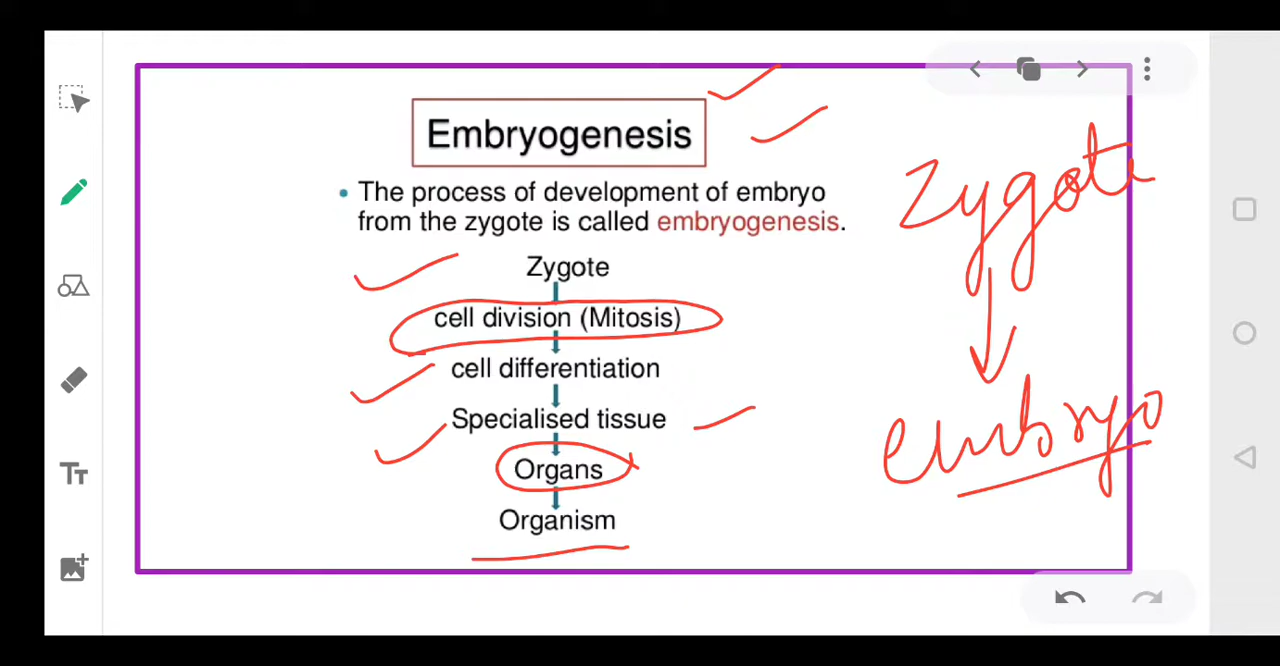 Embryogenesis
• The process of development of embryo
from the zygote is called embryogenesis.
Zygote
cell division (Mitosis)
cell differentiation
Specialised tissue
Organs
Organism
Zygote
embryo
TT